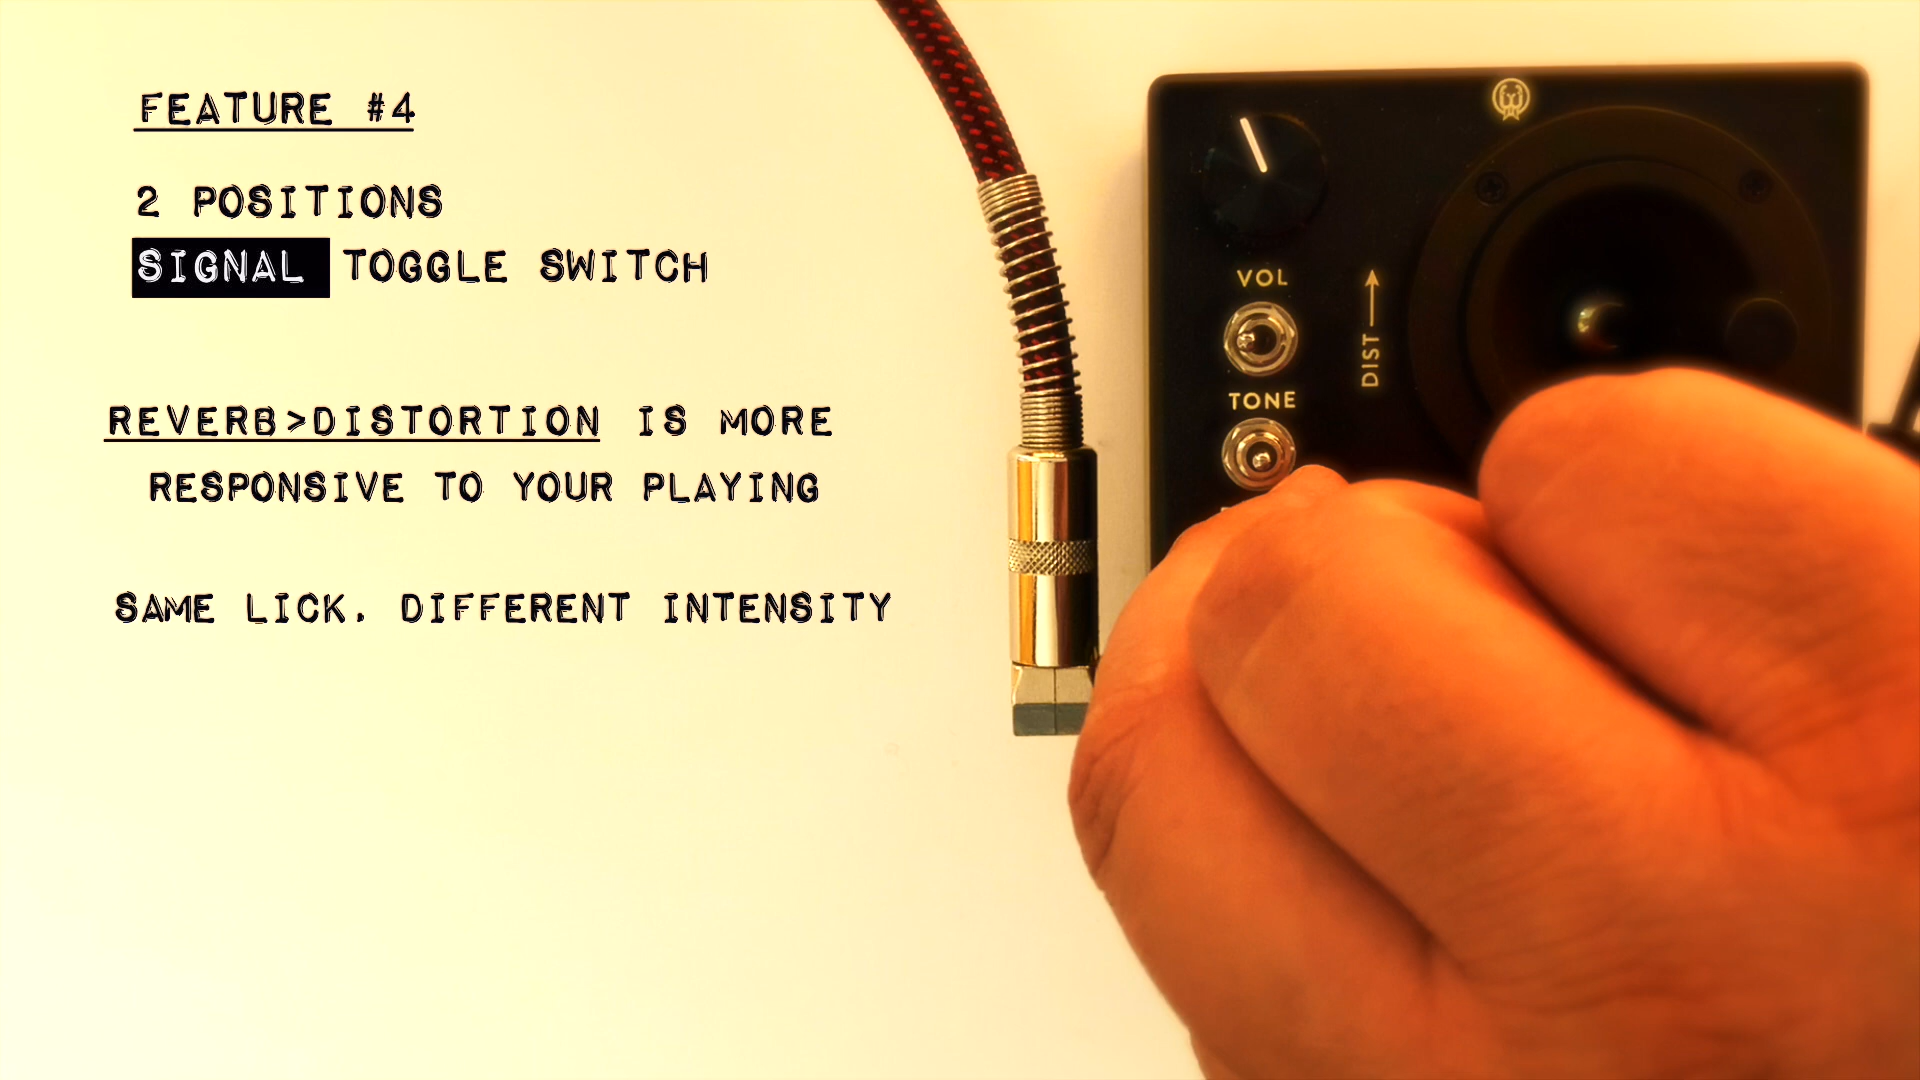 FEATURE #4
2 POSITIONS
SIGNAL TOGGLE SWITCH
REVERB>DISTORTION IS MORE
RESPONSIVE TO YOUR PLAYING
SAME LICK. DIFFERENT INTENSITY
VOL
DIST
TONE